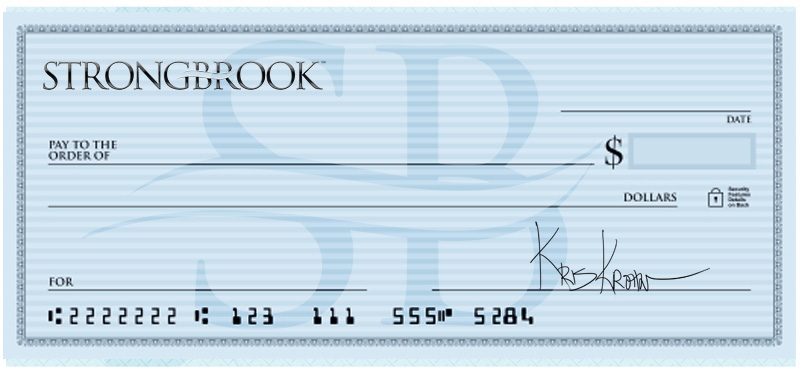 STRONGBROOK™
DATE
PAY TO THE
ORDER OF
$
DOLLARS
Security
Features
Details
on Back
Kris Krohn
FOR
⑆2222222 ⑆ 123 111 555⑈ 5284